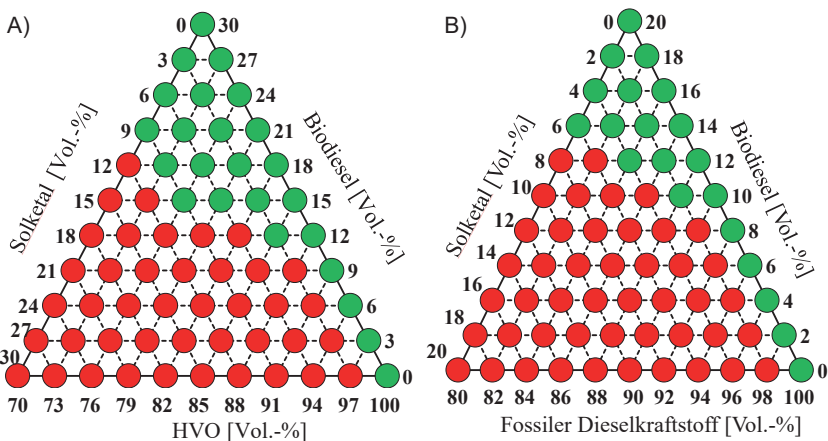 A)
0 30
3 27
6 24
9 21
12 18
15 15
18 12
21 9
24 6
27 3
30 0
70 73 76 79 82 85 88 91 94 97 100
Solketal [Vol.-%]
Biodiesel [Vol.-%]
HVO [Vol.-%]
B)
0 20
2 18
4 16
6 14
8 12
10 10
12 8
14 6
16 4
18 2
20 0
80 82 84 86 88 90 92 94 96 98 100
Solketal [Vol.-%]
Biodiesel [Vol.-%]
Fossiler Dieselkraftstoff [Vol.-%]